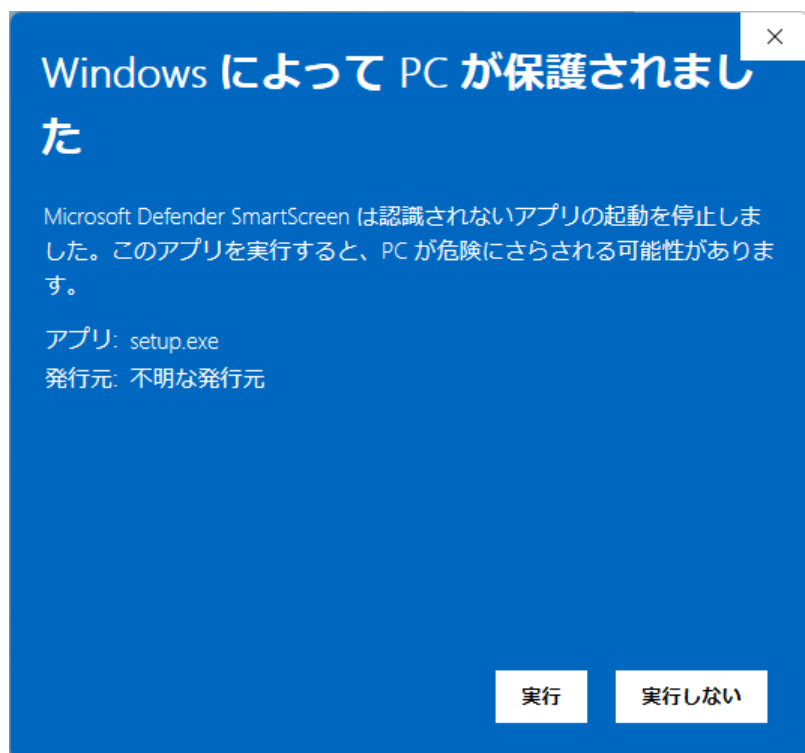 Windows によって PC が保護されまし
た
Microsoft Defender SmartScreen は認識されないアプリの起動を停止しま
した。このアプリを実行すると、PC が危険にさらされる可能性がありま
す。
アプリ: setup.exe
発行元: 不明な発行元
実行 実行しない